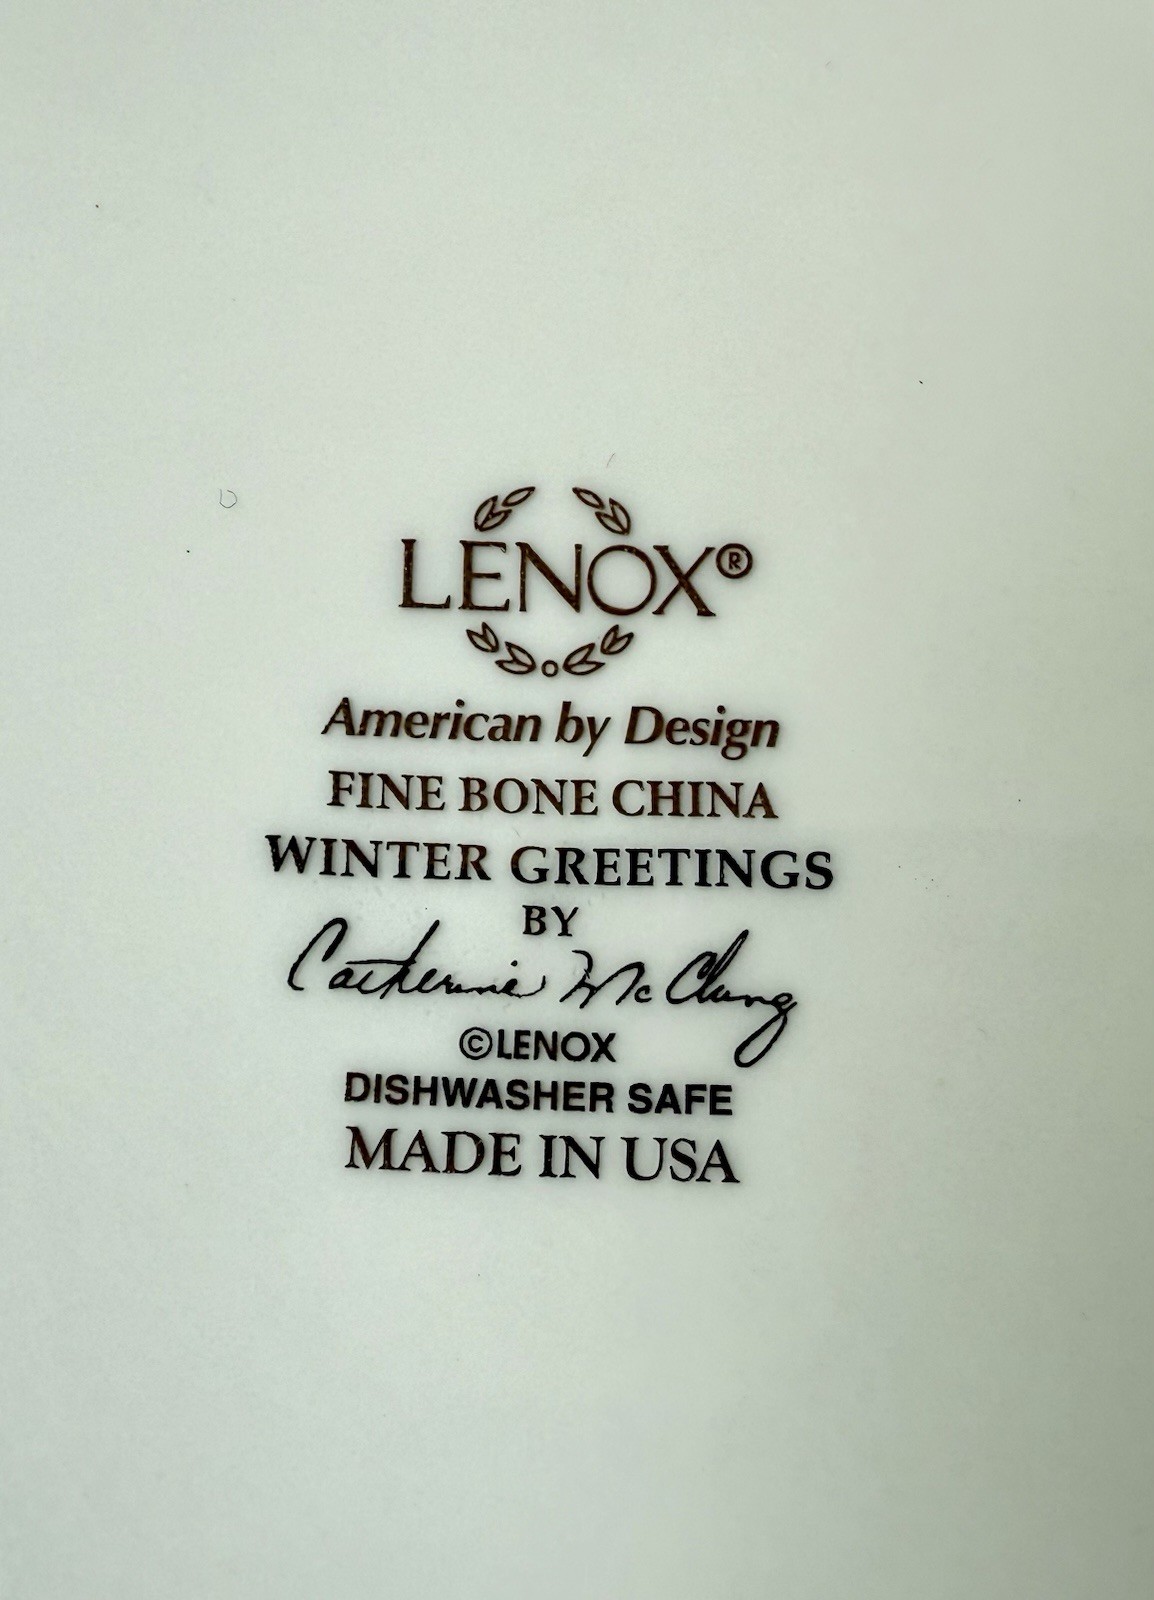 LENOX®
American by Design
FINE BONE CHINA
WINTER GREETINGS
BY
Catherine McClung
©LENOX
DISHWASHER SAFE
MADE IN USA